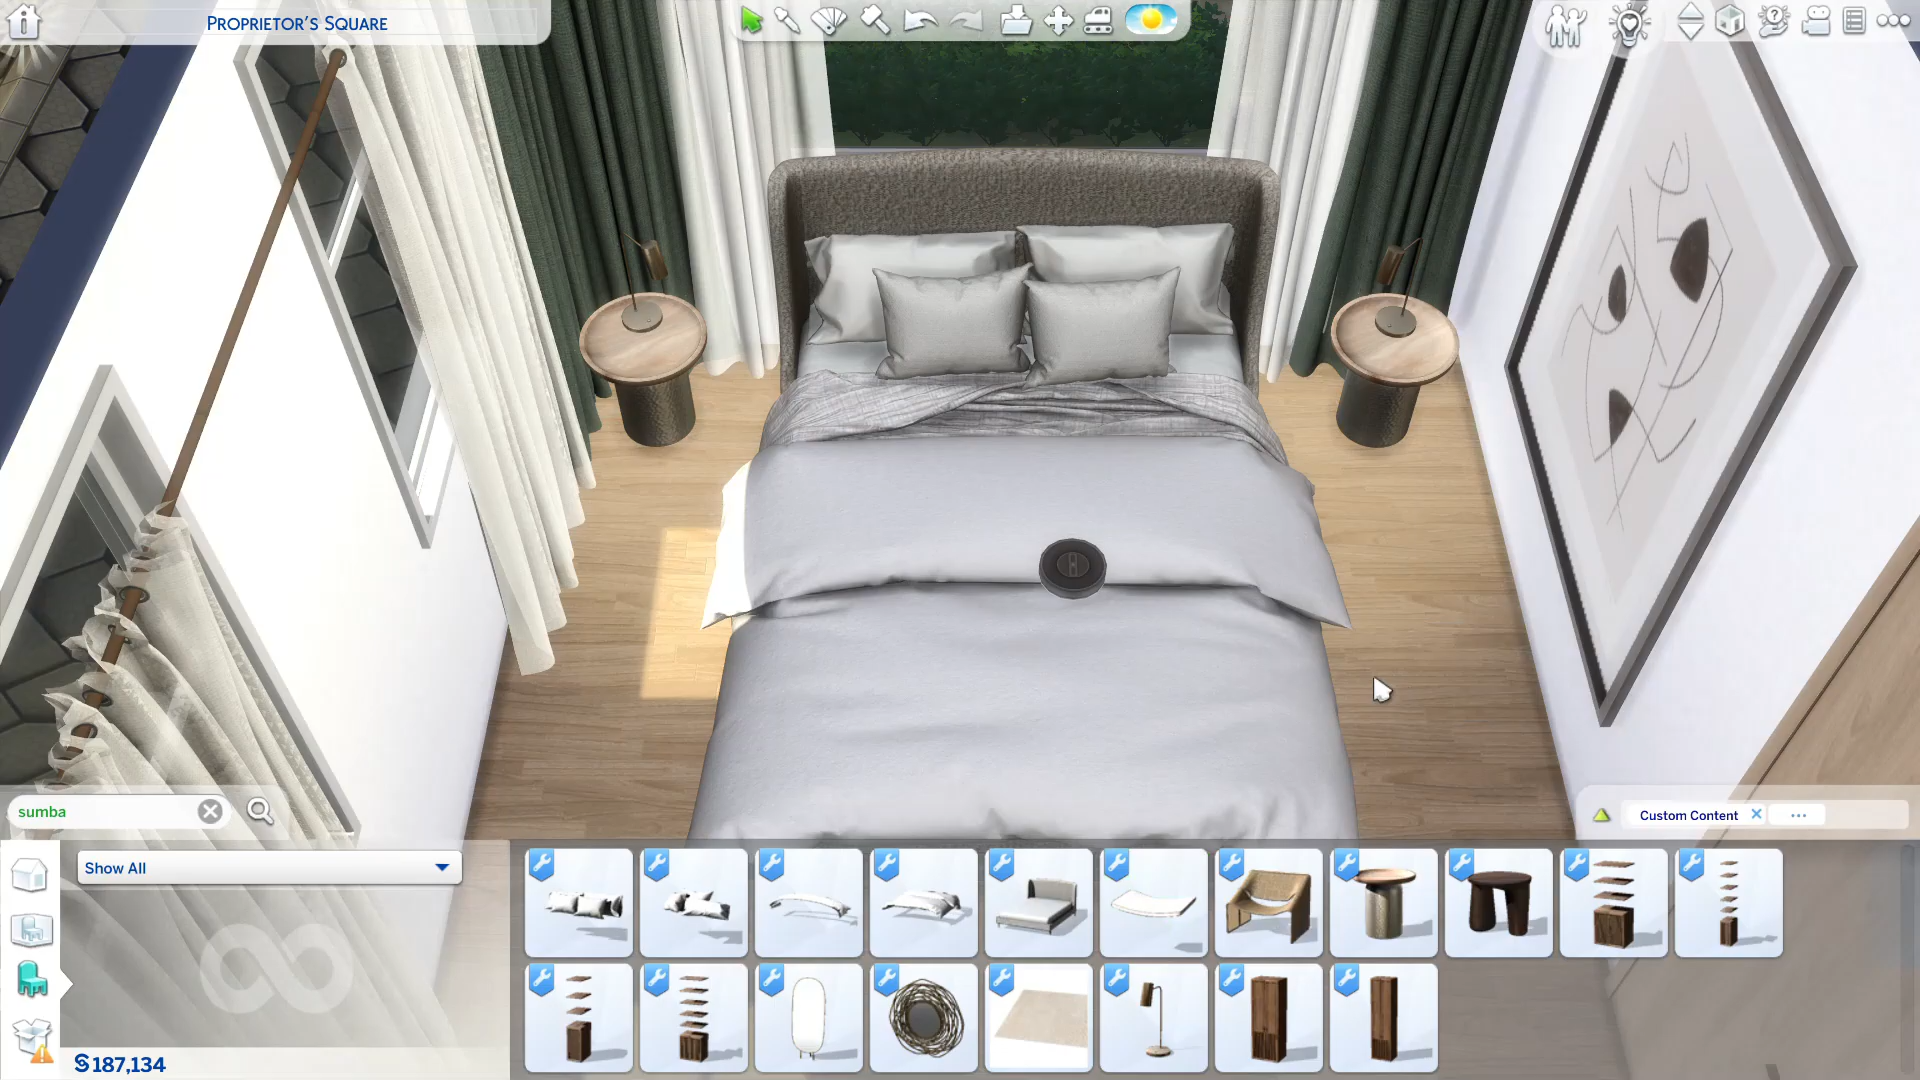 Proprietor's Square
sumba
Custom Content
...
Show All
§187,134